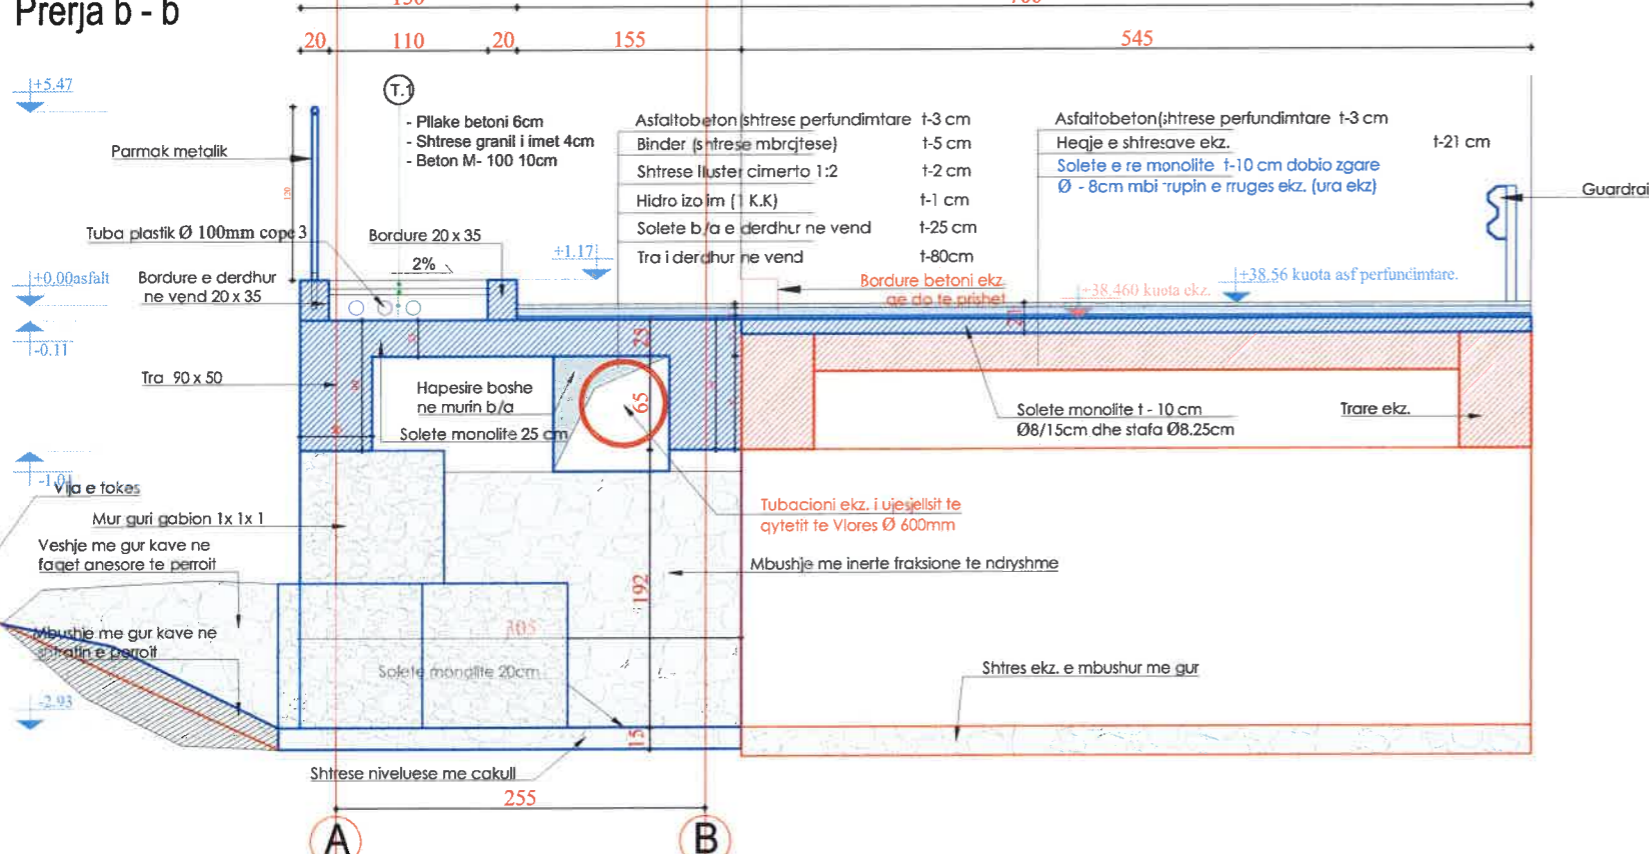 Prerja b - b
20
110
20
155
545
+5.47
T.1
- Pllake betoni 6cm
- Shtrese granil i imet 4cm
- Beton M- 100 10cm
Asfaltobeton(shtrese perfundimtare t-3 cm
Binder (shtrese mbrojtese) t-5 cm
Shtrese lluster cimerto 1:2 t-2 cm
Hidro izolim (1 K.K) t-1 cm
Solete b/a e derdhur ne vend t-25 cm
Tra i derdhur ne vend t-80cm
Asfaltobeton(shtrese perfundimtare t-3 cm
Heqje e shtresave ekz. t-21 cm
Solete e re monolite t-10 cm dobio zgare
Ø - 8cm mbi trupin e rruges ekz. (ura ekz)
Parmak metalik
120
Guardrai
Tuba plastik Ø 100mm cope 3
Bordure 20 x 35
2%
+1.17
+0.00asfalt
Bordure e derdhur
ne vend 20 x 35
Bordure betoni ekz.
qe do te prishet
+38.460 kuota ekz.
+38.56 kuota asf perfundimtare.
21
-0.11
25
Tra 90 x 50
Hapesire boshe
ne murin b/a
65
Solete monolite 25 cm
Solete monolite t - 10 cm
Ø8/15cm dhe stafa Ø8.25cm
Trare ekz.
-1.01
Vija e tokes
Mur guri gabion 1x 1x 1
Tubacioni ekz. i ujesjellsit te
qytetit te Vlores Ø 600mm
Veshje me gur kave ne
faqet anesore te perroit
Mbushje me inerte fraksione te ndryshme
192
305
Mbushje me gur kave ne
shtratin e perroit
Solete monolite 20cm
Shtres ekz. e mbushur me gur
-2.93
15
Shtrese niveluese me cakull
255
A
B